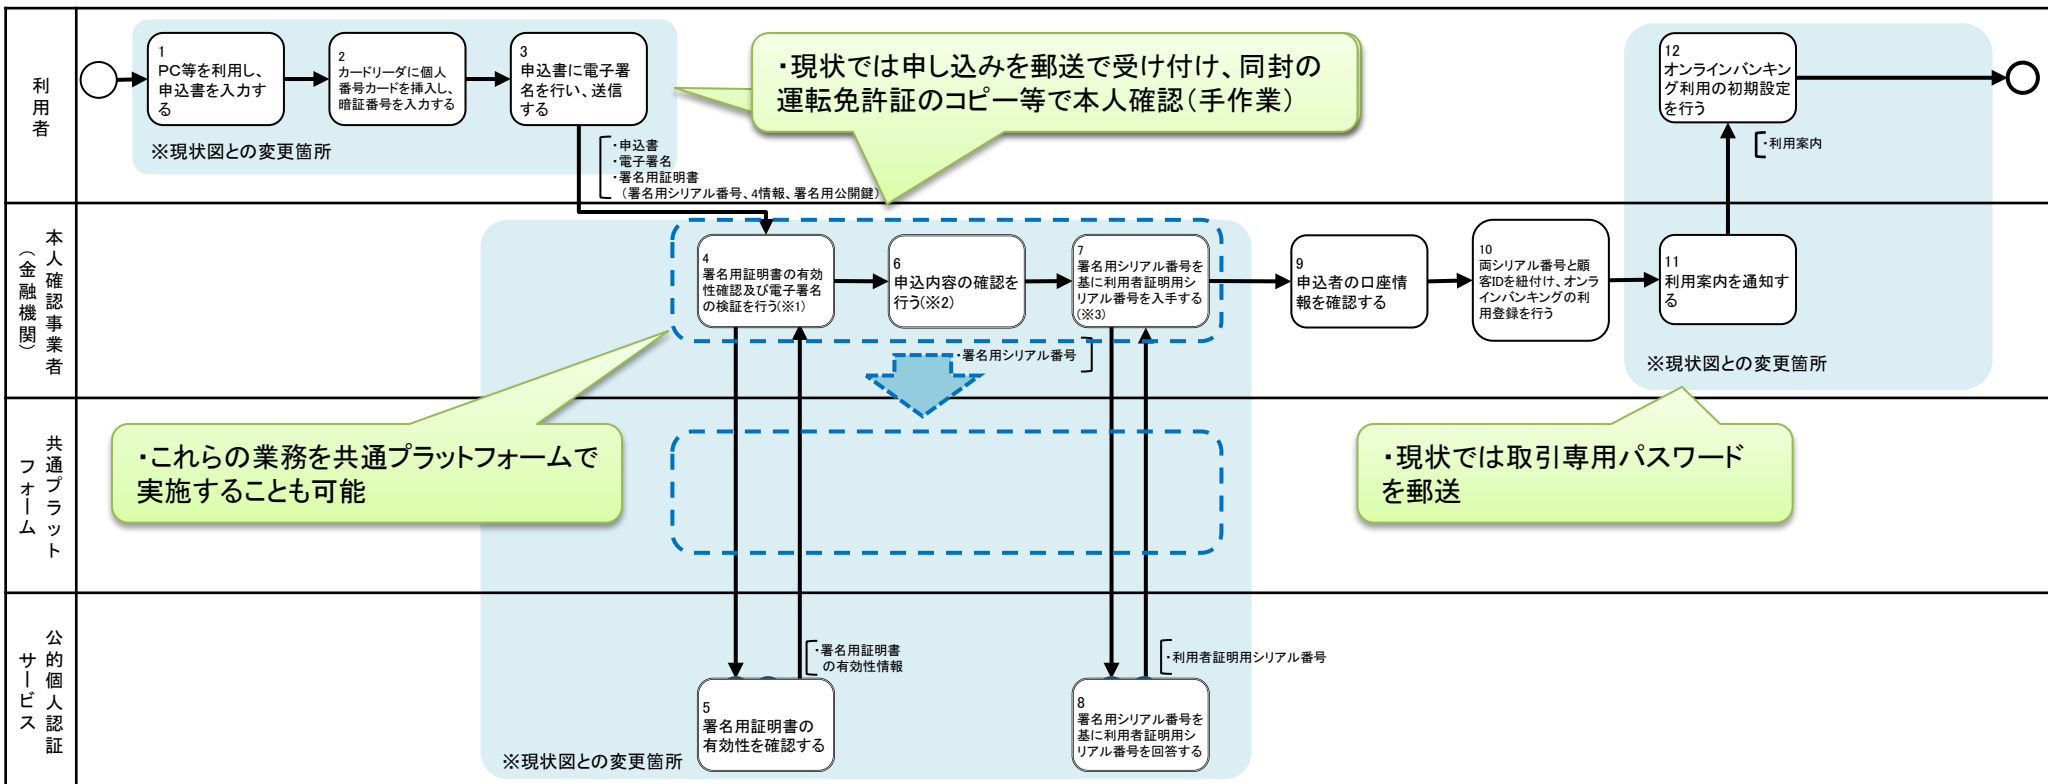 利用者
1
PC等を利用し、
申込書を入力す
る
2
カードリーダに個人
番号カードを挿入し、
暗証番号を入力する
3
申込書に電子署
名を行い、送信
する
※現状図との変更箇所
・現状では申し込みを郵送で受け付け、同封の
運転免許証のコピー等で本人確認（手作業）
・申込書
・電子署名
・署名用証明書
（署名用シリアル番号、4情報、署名用公開鍵）
12
オンラインバンキン
グ利用の初期設定
を行う
・利用案内
本人確認事業者
（金融機関）
4
署名用証明書の有効
性確認及び電子署名
の検証を行う(※1)
6
申込内容の確認を
行う(※2)
7
署名用シリアル番号を
基に利用者証明用シ
リアル番号を入手する
(※3)
9
申込者の口座情
報を確認する
10
両シリアル番号と顧
客IDを紐付け、オンラ
インバンキングの利
用登録を行う
11
利用案内を通知す
る
・署名用シリアル番号
※現状図との変更箇所
共通プラット
フォーム
・これらの業務を共通プラットフォームで
実施することも可能
・現状では取引専用パスワード
を郵送
公的個人認証
サービス
・署名用証明書
の有効性情報
・利用者証明用シリアル番号
5
署名用証明書の
有効性を確認する
8
署名用シリアル番号を
基に利用者証明用シ
リアル番号を回答する
※現状図との変更箇所